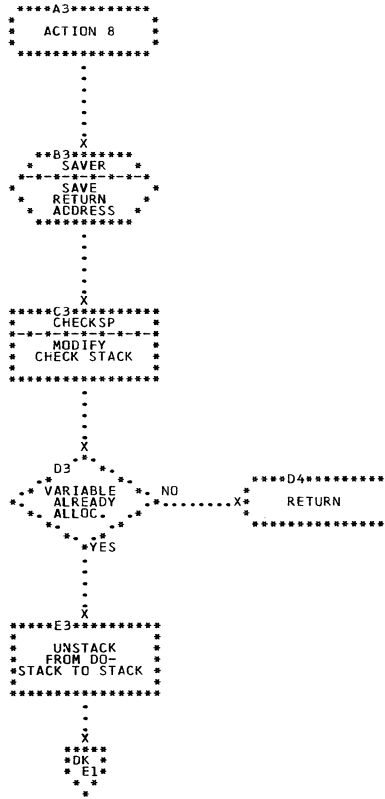 A3
ACTION 8
B3
SAVER
SAVE
RETURN
ADDRESS
C3
CHECKSP
MODIFY
CHECK STACK
D3
VARIABLE
ALREADY
ALLOC.
NO
D4
RETURN
YES
E3
UNSTACK
FROM DO-
STACK TO STACK
DK
E1